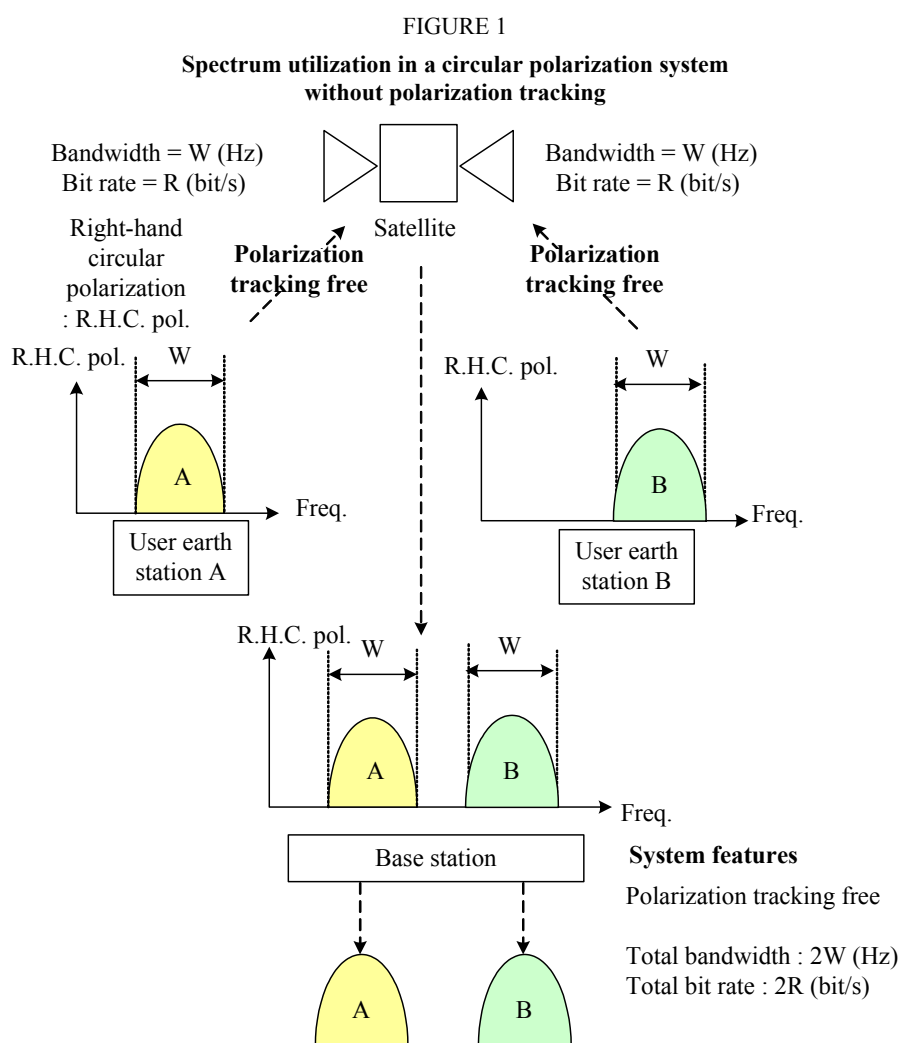 FIGURE 1
Spectrum utilization in a circular polarization system
without polarization tracking
Bandwidth = W (Hz)
Bit rate = R (bit/s)
Bandwidth = W (Hz)
Bit rate = R (bit/s)
Satellite
Right-hand
circular
polarization
: R.H.C. pol.
Polarization
tracking free
Polarization
tracking free
R.H.C. pol.
W
A
Freq.
User earth
station A
R.H.C. pol.
W
B
Freq.
User earth
station B
R.H.C. pol.
W
W
A
B
Freq.
Base station
System features
Polarization tracking free
Total bandwidth : 2W (Hz)
Total bit rate : 2R (bit/s)
A
B